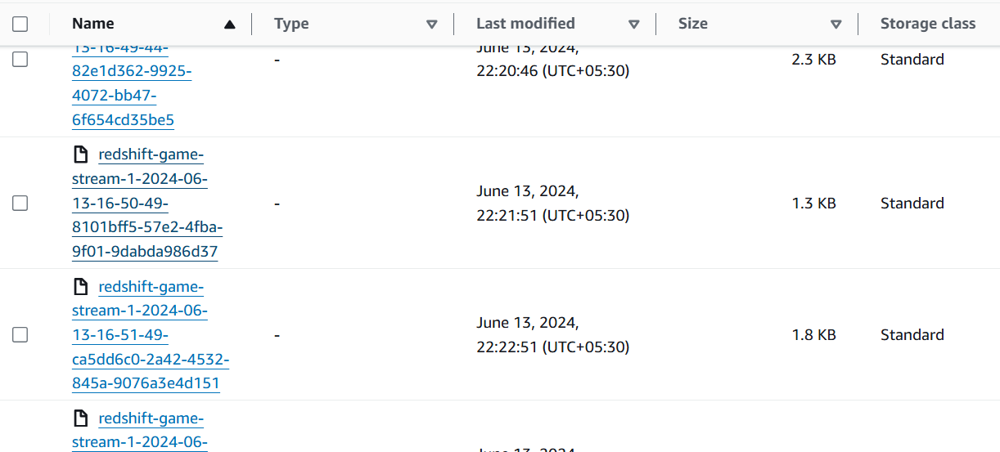 Name Type Last modified Size Storage class
13-16-49-44-
82e1d362-9925-
4072-bb47-
6f654cd35be5
-
June 13, 2024,
22:20:46 (UTC+05:30)
2.3 KB
Standard
redshift-game-
stream-1-2024-06-
13-16-50-49-
8101bff5-57e2-4fba-
9f01-9dabda986d37
-
June 13, 2024,
22:21:51 (UTC+05:30)
1.3 KB
Standard
redshift-game-
stream-1-2024-06-
13-16-51-49-
ca5dd6c0-2a42-4532-
845a-9076a3e4d151
-
June 13, 2024,
22:22:51 (UTC+05:30)
1.8 KB
Standard
redshift-game-
stream-1-2024-06-
June 13, 2024,